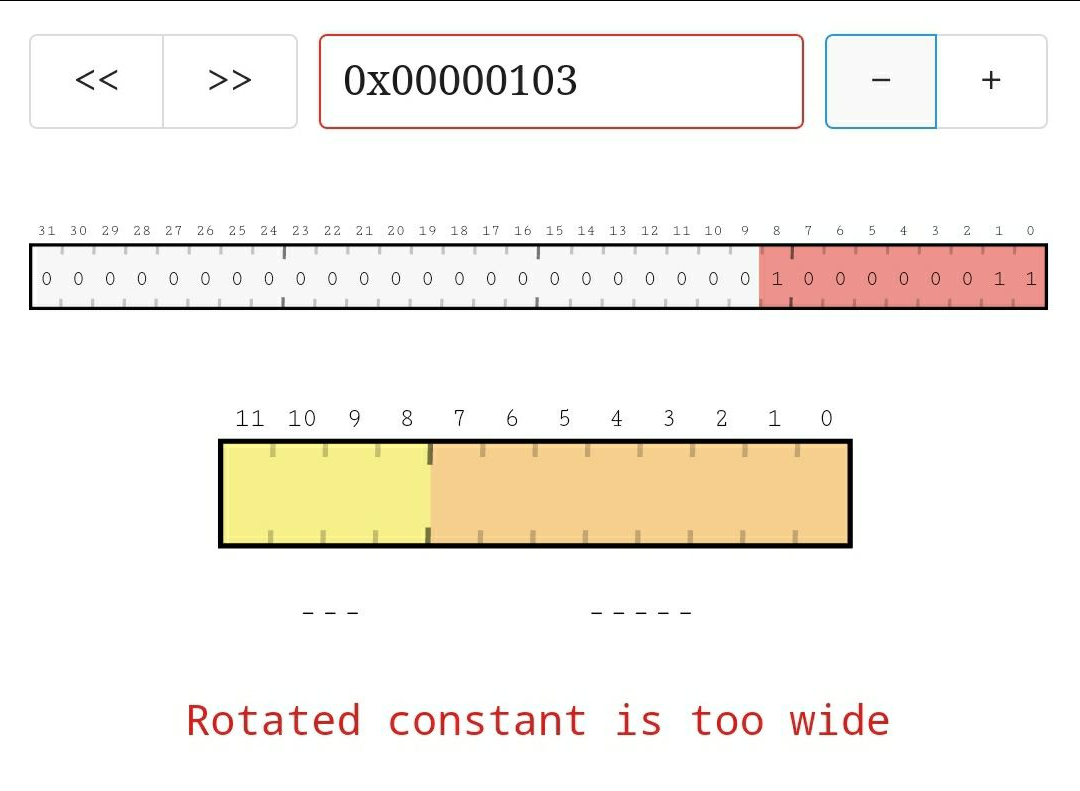 << >> 0x00000103 − +
31 30 29 28 27 26 25 24 23 22 21 20 19 18 17 16 15 14 13 12 11 10 9 8 7 6 5 4 3 2 1 0
0 0 0 0 0 0 0 0 0 0 0 0 0 0 0 0 0 0 0 0 0 0 0 1 0 0 0 0 0 0 1 1
11 10 9 8 7 6 5 4 3 2 1 0
--- -----
Rotated constant is too wide